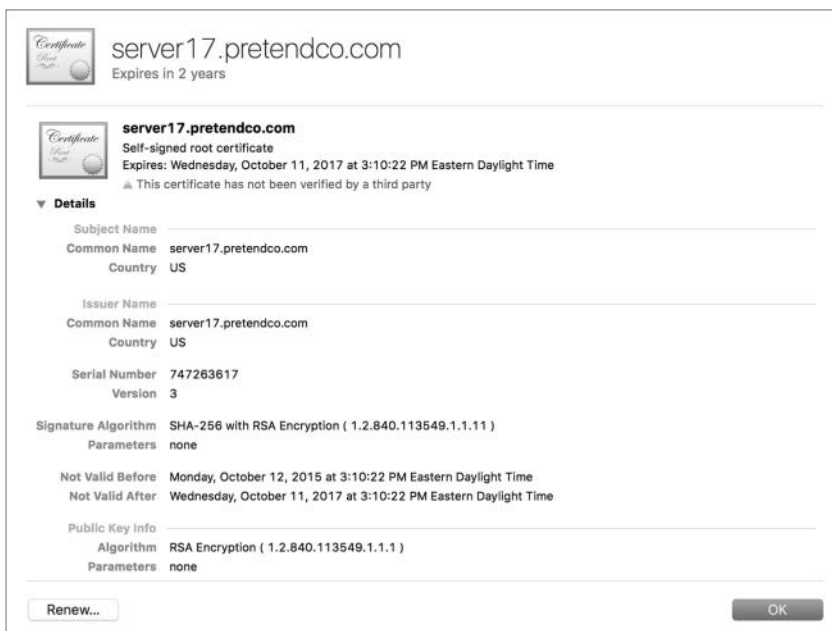 Certificate
Root
server17.pretendco.com
Expires in 2 years
Certificate
Root
server17.pretendco.com
Self-signed root certificate
Expires: Wednesday, October 11, 2017 at 3:10:22 PM Eastern Daylight Time
This certificate has not been verified by a third party
Details
Subject Name
Common Name server17.pretendco.com
Country US
Issuer Name
Common Name server17.pretendco.com
Country US
Serial Number 747263617
Version 3
Signature Algorithm SHA-256 with RSA Encryption ( 1.2.840.113549.1.1.11 )
Parameters none
Not Valid Before Monday, October 12, 2015 at 3:10:22 PM Eastern Daylight Time
Not Valid After Wednesday, October 11, 2017 at 3:10:22 PM Eastern Daylight Time
Public Key Info
Algorithm RSA Encryption ( 1.2.840.113549.1.1.1 )
Parameters none
Renew...
OK